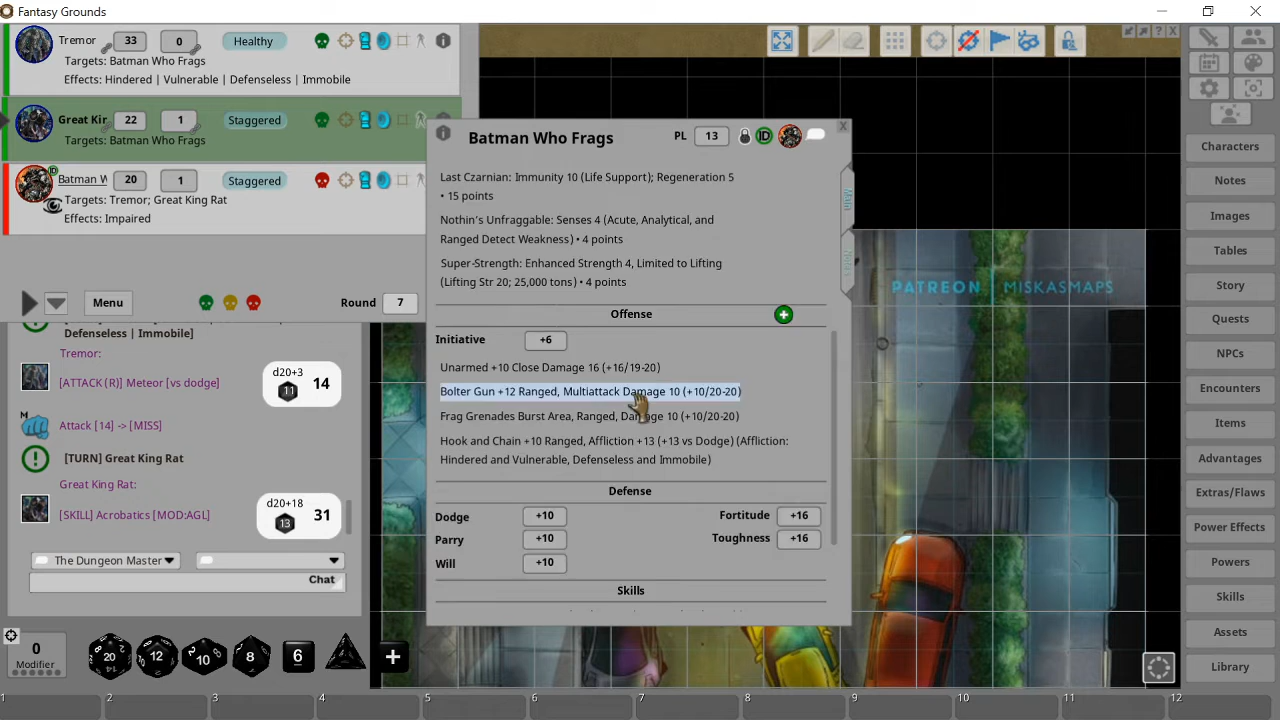 Fantasy Grounds
Tremor 33 0 Healthy
Targets: Batman Who Frags
Effects: Hindered | Vulnerable | Defenseless | Immobile
Great Kir 22 1 Staggered
Targets: Batman Who Frags
Batman W 20 1 Staggered
Targets: Tremor; Great King Rat
Effects: Impaired
Menu
Round 7
Defenseless | Immobile]
Tremor:
[ATTACK (R)] Meteor [vs dodge]
d20+3
11
14
M
Attack [14] -> [MISS]
[TURN] Great King Rat
Great King Rat:
[SKILL] Acrobatics [MOD:AGL]
d20+18
13
31
The Dungeon Master
Chat
0
Modifier
20
12
10
8
6
+
Batman Who Frags
PL 13 ID
Last Czarnian: Immunity 10 (Life Support); Regeneration 5
• 15 points
Nothin's Unfraggable: Senses 4 (Acute, Analytical, and
Ranged Detect Weakness) • 4 points
Super-Strength: Enhanced Strength 4, Limited to Lifting
(Lifting Str 20; 25,000 tons) • 4 points
Offense
Initiative +6
Unarmed +10 Close Damage 16 (+16/19-20)
Bolter Gun +12 Ranged, Multiattack Damage 10 (+10/20-20)
Frag Grenades Burst Area, Ranged, Damage 10 (+10/20-20)
Hook and Chain +10 Ranged, Affliction +13 (+13 vs Dodge) (Affliction:
Hindered and Vulnerable, Defenseless and Immobile)
Defense
Dodge +10 Fortitude +16
Parry +10 Toughness +16
Will +10
Skills
Main
Notes
PATREON | MISKASMAPS
Characters
Notes
Images
Tables
Story
Quests
NPCs
Encounters
Items
Advantages
Extras/Flaws
Power Effects
Powers
Skills
Assets
Library
1 2 3 4 5 6 7 8 9 10 11 12